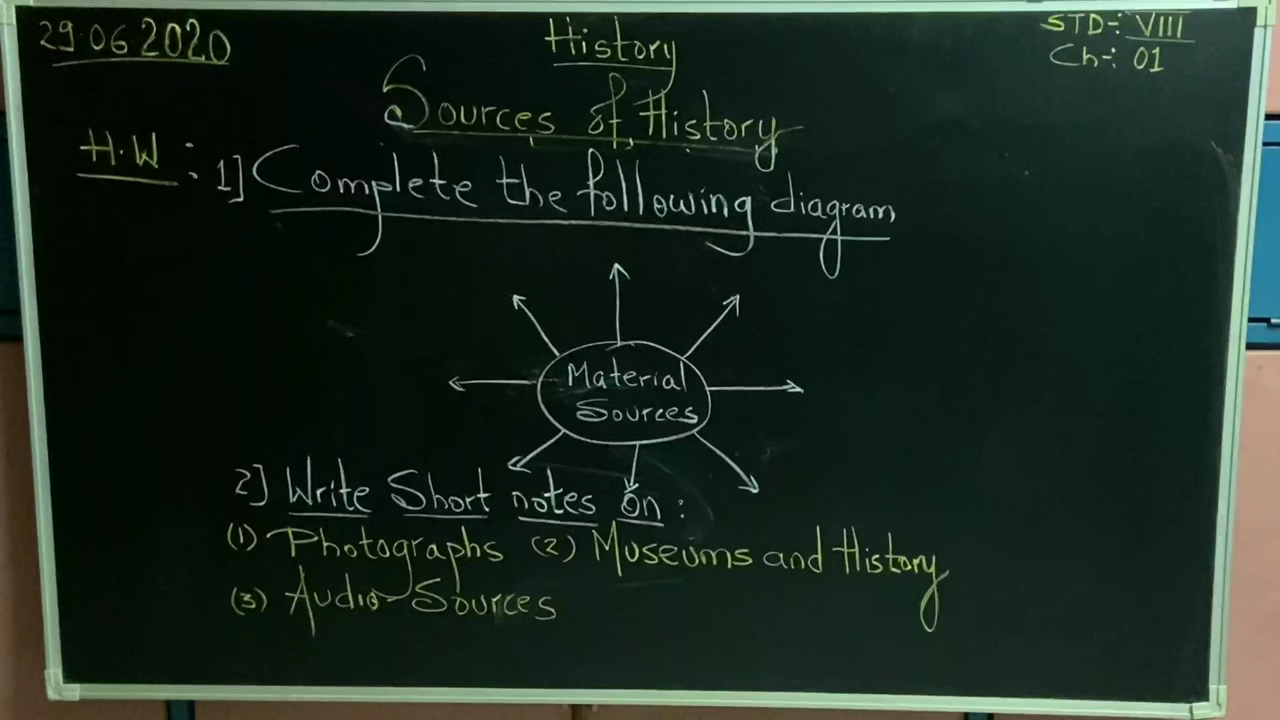 29.06 2020
History
STD-: VIII
Ch-: 01
Sources of History
H.W : 1] Complete the following diagram
Material
Sources
2] Write Short notes on :
(1) Photographs (2) Museums and History
(3) Audio-Sources